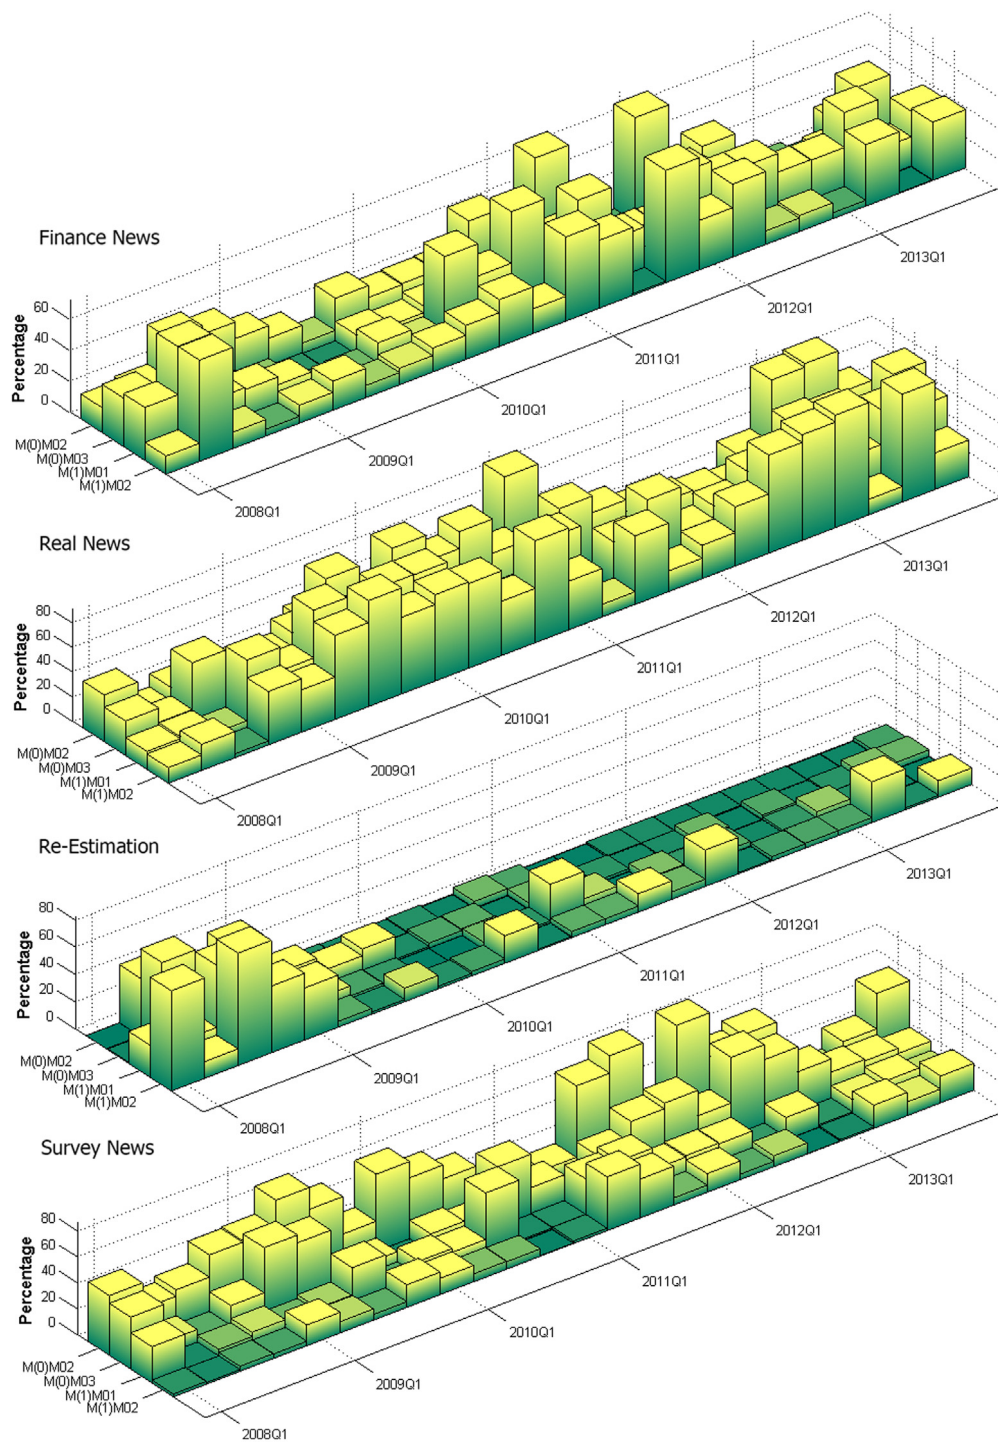 Finance News
Percentage
60
40
20
0
M(0)M02
M(0)M03
M(1)M01
M(1)M02
2008Q1
2009Q1
2010Q1
2011Q1
2012Q1
2013Q1
Real News
Percentage
80
60
40
20
0
M(0)M02
M(0)M03
M(1)M01
M(1)M02
2008Q1
2009Q1
2010Q1
2011Q1
2012Q1
2013Q1
Re-Estimation
Percentage
80
60
40
20
0
M(0)M02
M(0)M03
M(1)M01
M(1)M02
2008Q1
2009Q1
2010Q1
2011Q1
2012Q1
2013Q1
Survey News
Percentage
80
60
40
20
0
M(0)M02
M(0)M03
M(1)M01
M(1)M02
2008Q1
2009Q1
2010Q1
2011Q1
2012Q1
2013Q1